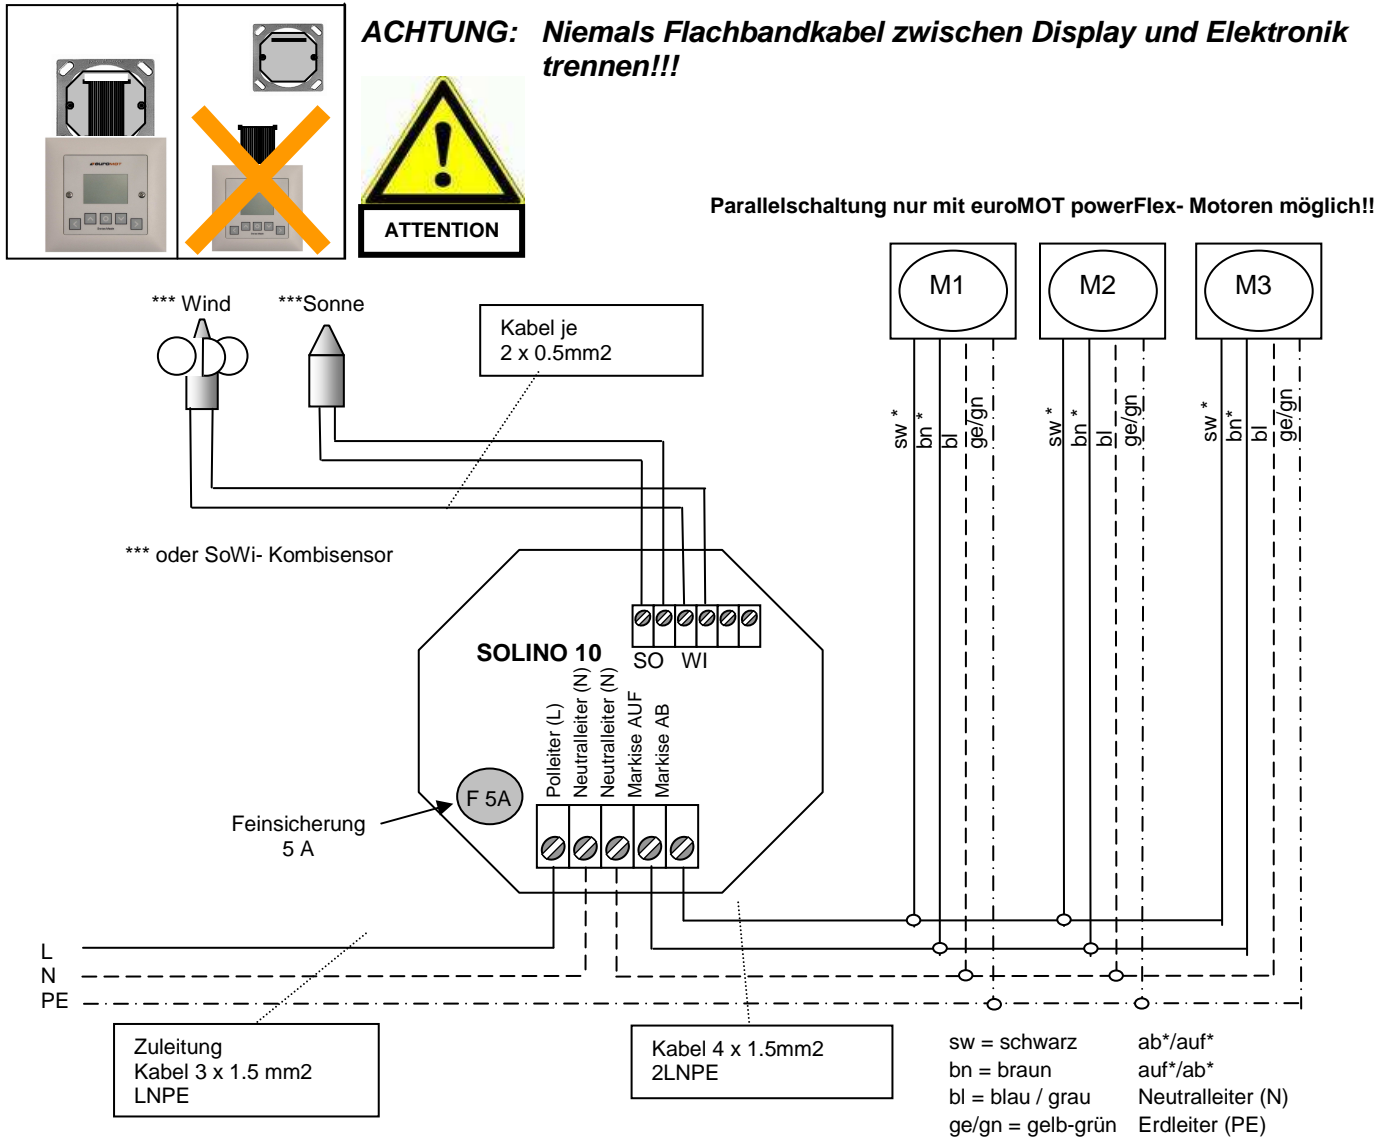 ACHTUNG: Niemals Flachbandkabel zwischen Display und Elektronik
trennen!!!
euroMOT
ATTENTION
Parallelschaltung nur mit euroMOT powerFlex- Motoren möglich!!
M1
M2
M3
*** Wind
***Sonne
Kabel je
2 x 0.5mm2
sw *
bn *
bl
ge/gn
sw *
bn *
bl
ge/gn
sw *
bn*
bl
ge/gn
*** oder SoWi- Kombisensor
SOLINO 10
SO
WI
Polleiter (L)
Neutralleiter (N)
Neutralleiter (N)
Markise AUF
Markise AB
F 5A
Feinsicherung
5 A
L
N
PE
Zuleitung
Kabel 3 x 1.5 mm2
LNPE
Kabel 4 x 1.5mm2
2LNPE
sw = schwarz ab*/auf*
bn = braun auf*/ab*
bl = blau / grau Neutralleiter (N)
ge/gn = gelb-grün Erdleiter (PE)